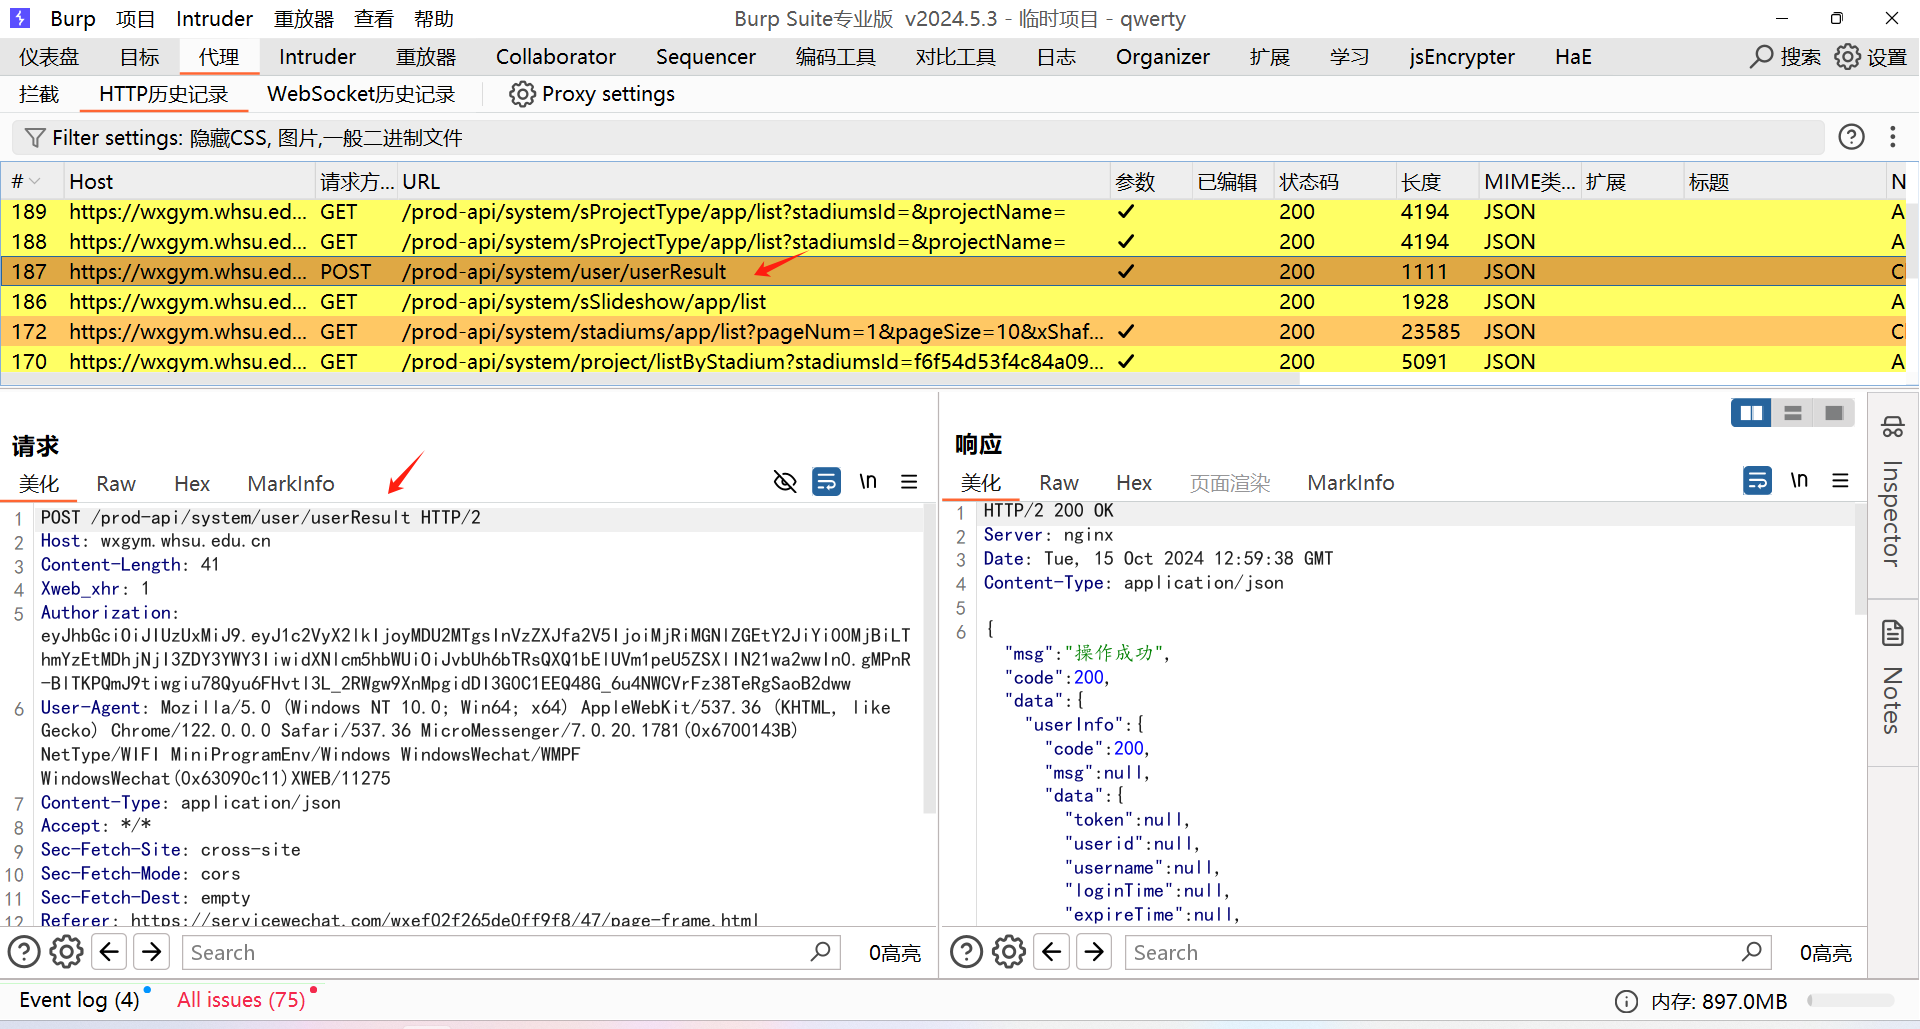 Burp 项目 Intruder 重放器 查看 帮助 Burp Suite专业版 v2024.5.3 - 临时项目 - qwerty
仪表盘 目标 代理 Intruder 重放器 Collaborator Sequencer 编码工具 对比工具 日志 Organizer 扩展 学习 jsEncrypter HaE 搜索 设置
拦截 HTTP历史记录 WebSocket历史记录 Proxy settings
Filter settings: 隐藏CSS, 图片,一般二进制文件
# Host 请求方... URL 参数 已编辑 状态码 长度 MIME类... 扩展 标题 N
189 https://wxgym.whsu.ed... GET /prod-api/system/sProjectType/app/list?stadiumsId=&projectName= ✓ 200 4194 JSON A
188 https://wxgym.whsu.ed... GET /prod-api/system/sProjectType/app/list?stadiumsId=&projectName= ✓ 200 4194 JSON A
187 https://wxgym.whsu.ed... POST /prod-api/system/user/userResult ✓ 200 1111 JSON C
186 https://wxgym.whsu.ed... GET /prod-api/system/sSlideshow/app/list 200 1928 JSON A
172 https://wxgym.whsu.ed... GET /prod-api/system/stadiums/app/list?pageNum=1&pageSize=10&xShaf... ✓ 200 23585 JSON C
170 https://wxgym.whsu.ed... GET /prod-api/system/project/listByStadium?stadiumsId=f6f54d53f4c84a09... ✓ 200 5091 JSON A
请求
美化 Raw Hex MarkInfo \n
1 POST /prod-api/system/user/userResult HTTP/2
2 Host: wxgym.whsu.edu.cn
3 Content-Length: 41
4 Xweb_xhr: 1
5 Authorization:
6 User-Agent: Mozilla/5.0 (Windows NT 10.0; Win64; x64) AppleWebKit/537.36 (KHTML, like
Gecko) Chrome/122.0.0.0 Safari/537.36 MicroMessenger/7.0.20.1781(0x6700143B)
NetType/WIFI MiniProgramEnv/Windows WindowsWechat/WMPF
WindowsWechat(0x63090c11)XWEB/11275
7 Content-Type: application/json
8 Accept: */*
9 Sec-Fetch-Site: cross-site
10 Sec-Fetch-Mode: cors
11 Sec-Fetch-Dest: empty
12 Referer: https://servicewechat.com/wxef02f265de0ff9f8/47/page-frame.html
Search 0高亮
响应
美化 Raw Hex 页面渲染 MarkInfo \n
1 HTTP/2 200 OK
2 Server: nginx
3 Date: Tue, 15 Oct 2024 12:59:38 GMT
4 Content-Type: application/json
5
6 {
"msg":"操作成功",
"code":200,
"data":{
"userInfo":{
"code":200,
"msg":null,
"data":{
"token":null,
"userid":null,
"username":null,
"loginTime":null,
"expireTime":null,
Search 0高亮
Inspector
Notes
Event log (4) All issues (75) 内存: 897.0MB